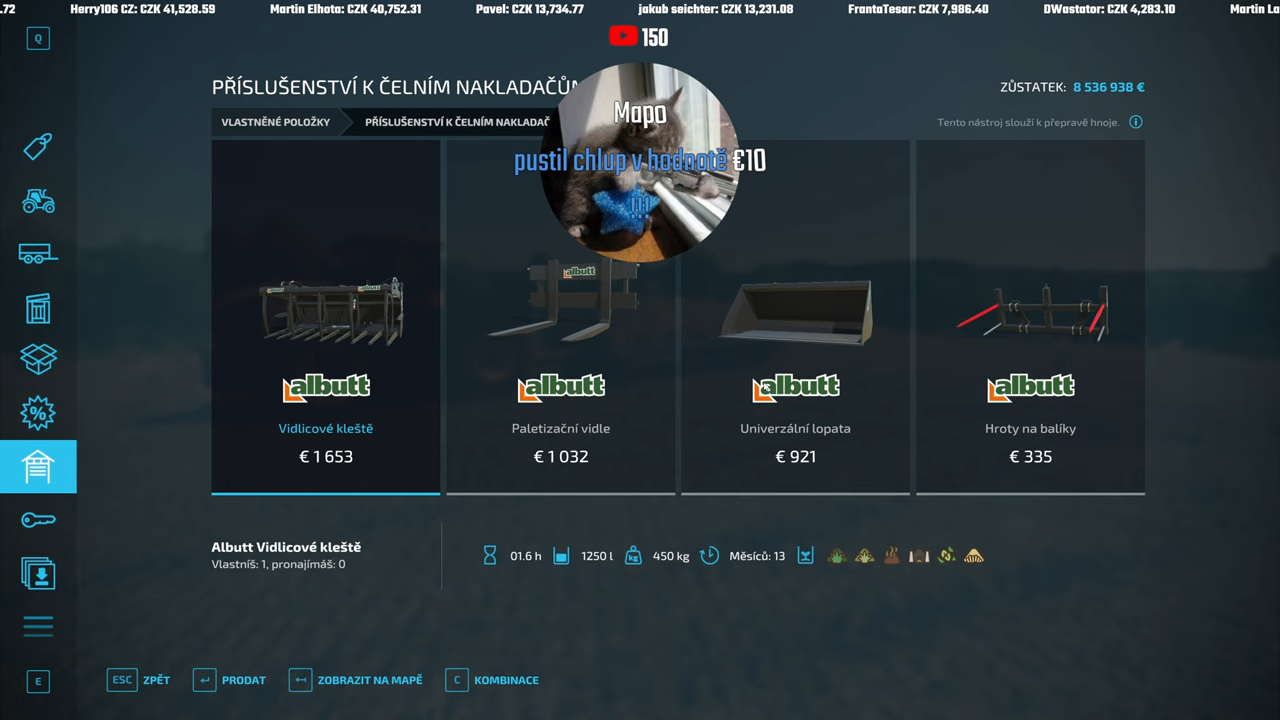 .72 Herry106 CZ: CZK 41,528.59 Martin Elhota: CZK 40,752.31 Pavel: CZK 13,734.77 jakub seichter: CZK 13,231.08 FrantaTesar: CZK 7,986.40 DWastator: CZK 4,283.10 Martin La
Q
150
PŘÍSLUŠENSTVÍ K ČELNÍM NAKLADAČŮM
ZŮSTATEK: 8 536 938 €
VLASTNĚNÉ POLOŽKY
PŘÍSLUŠENSTVÍ K ČELNÍM NAKLADAČ
Tento nástroj slouží k přepravě hnoje.
Mapo
pustil chlup v hodnotě €10
!!!
albutt
albutt albutt albutt albutt
Vidlicové kleště Paletizační vidle Univerzální lopata Hroty na balíky
€ 1 653 € 1 032 € 921 € 335
Albutt Vidlicové kleště
Vlastníš: 1, pronajímáš: 0
01.6 h 1250 l 450 kg Měsíců: 13
E
ESC ZPĚT PRODAT ZOBRAZIT NA MAPĚ C KOMBINACE